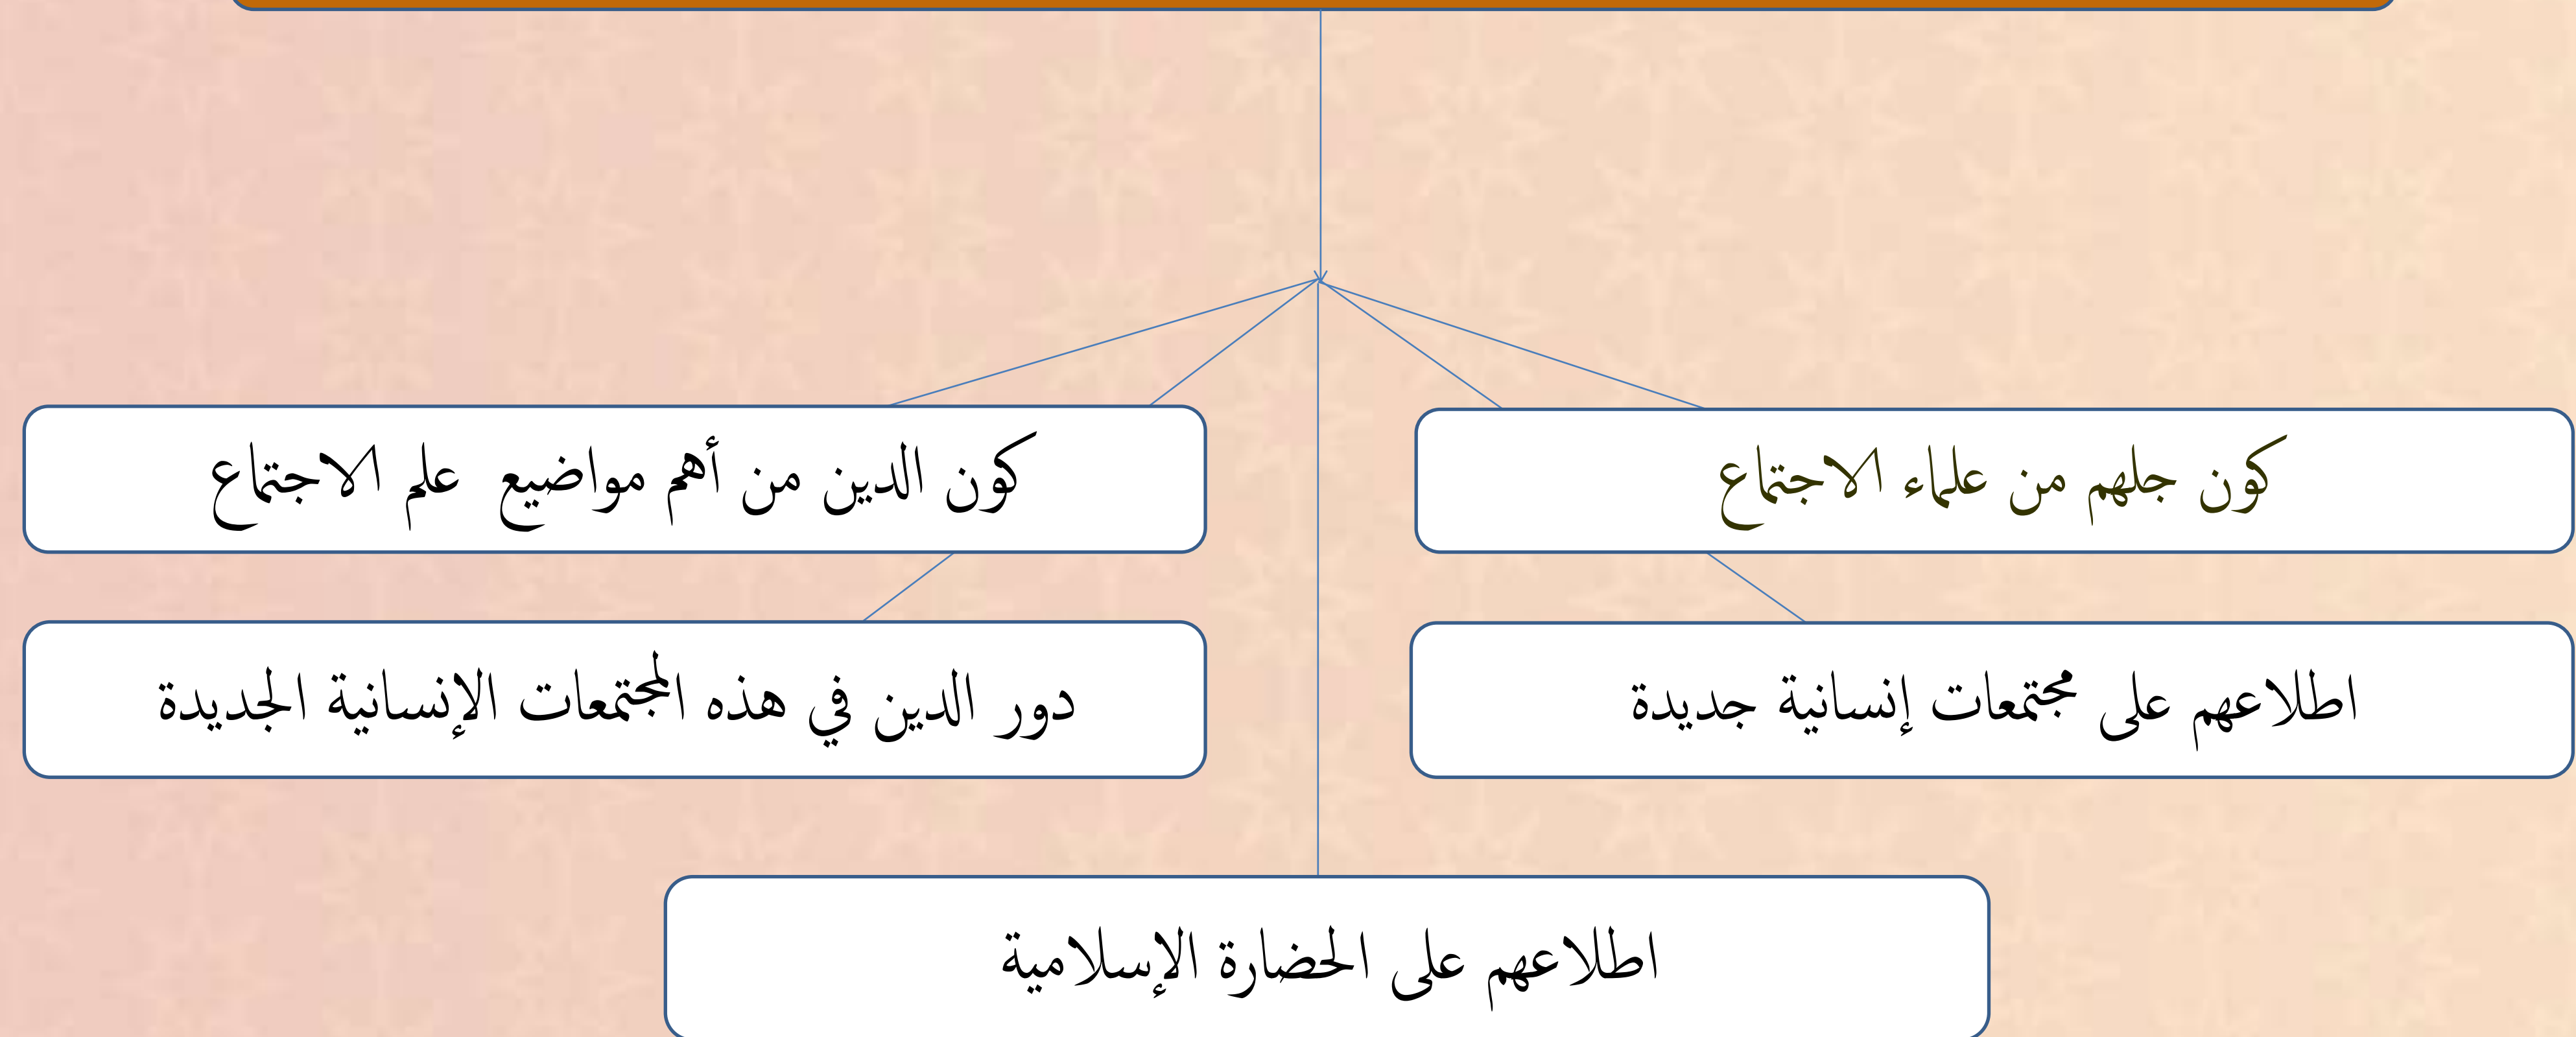 كون جلهم من علماء الاجتماع
كون الدين من أهم مواضيع علم الاجتماع
اطلاعهم على مجتمعات إنسانية جديدة
دور الدين في هذه المجتمعات الإنسانية الجديدة
اطلاعهم على الحضارة الإسلامية